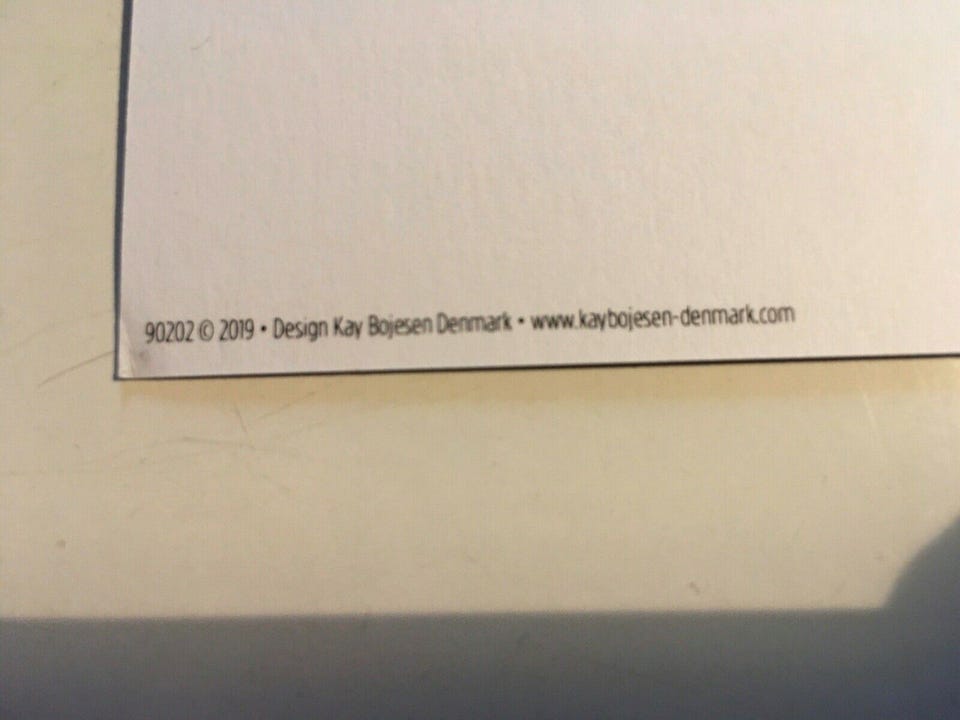 90202 © 2019 • Design Kay Bojesen Denmark • www.kaybojesen-denmark.com